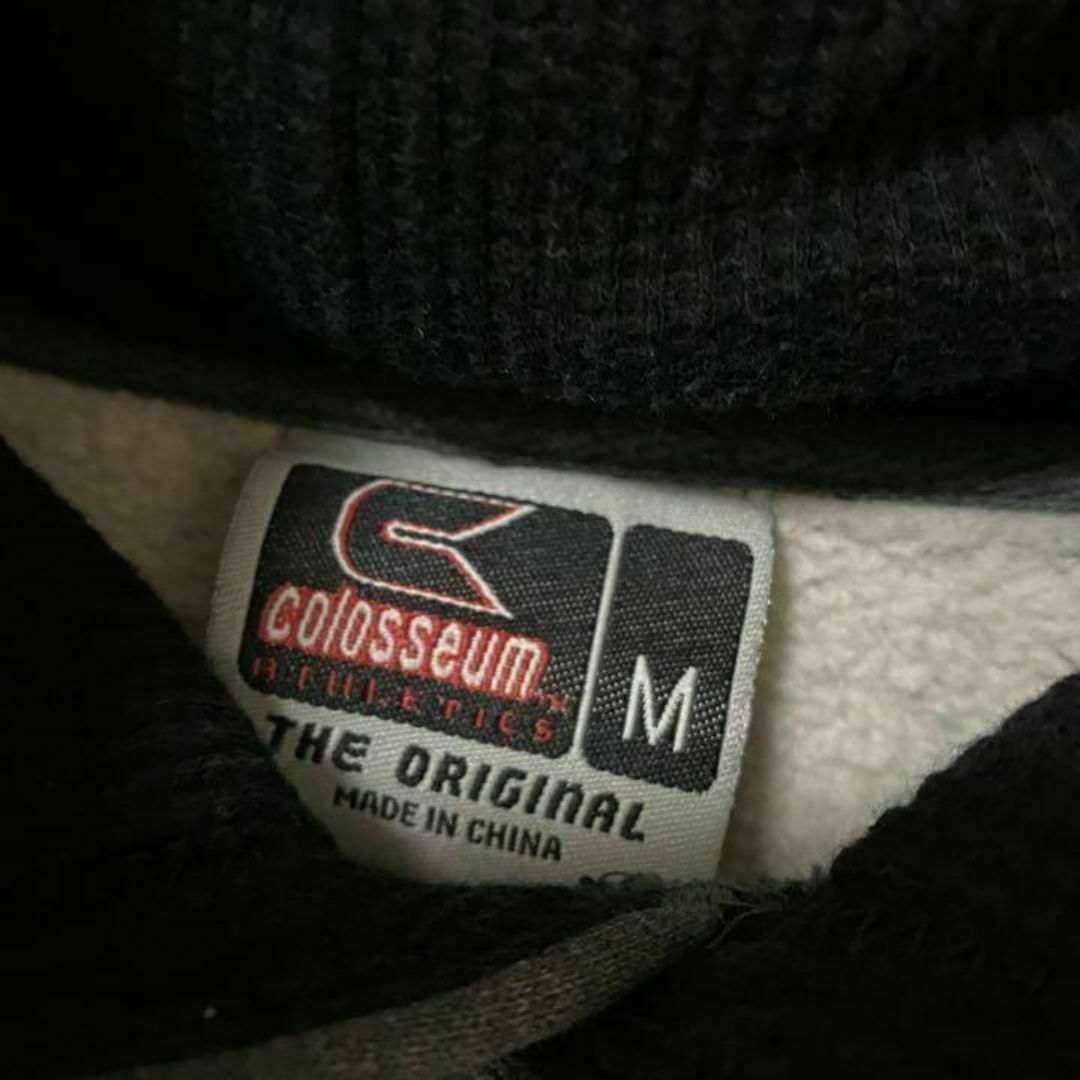 colosseum
ATHLETICS
M
THE ORIGINAL
MADE IN CHINA